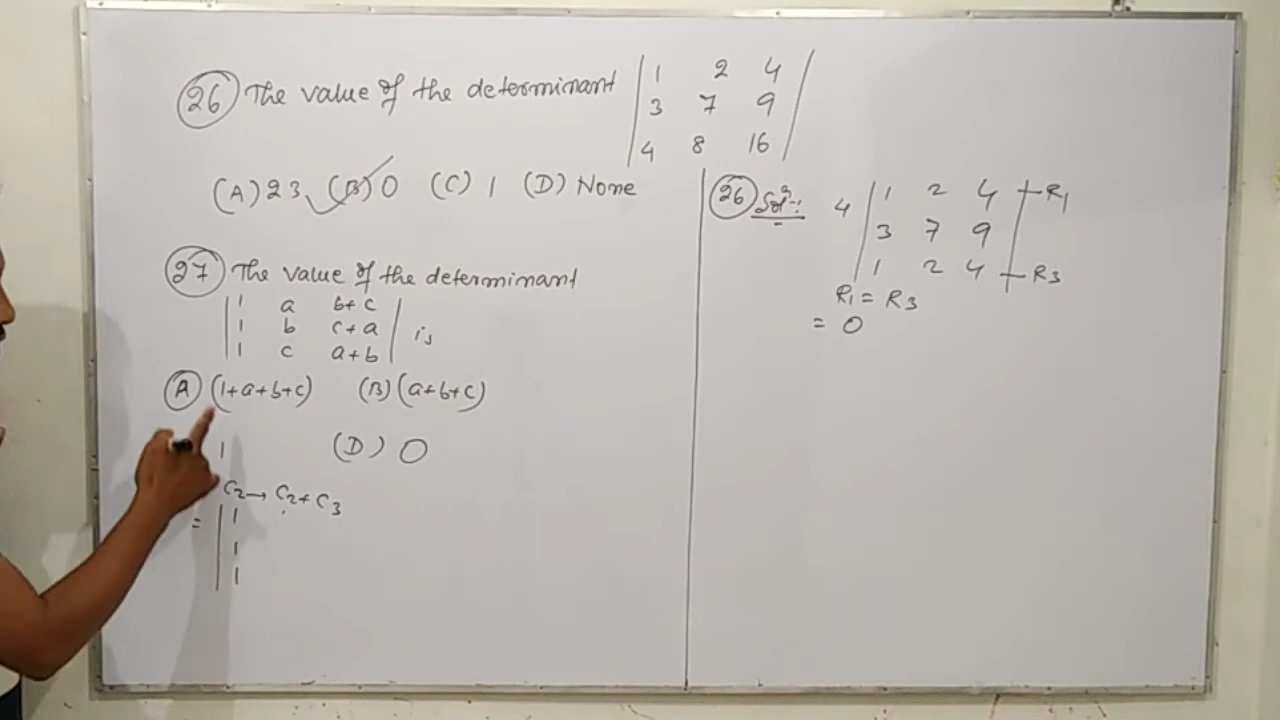 26 The value of the determinant
| 1 2 4 |
| 3 7 9 |
| 4 8 16 |
(A) 23 (B) 0 (C) 1 (D) None
27 The value of the determinant
| 1 a b+c |
| 1 b c+a | is
| 1 c a+b |
(A) (1+a+b+c) (B) (a+b+c)
1 (D) 0
C2 → C2 + C3
= | 1
1
1
26 Solⁿ:-
4 | 1 2 4 | R1
3 7 9
1 2 4 R3
R1 = R3
= 0